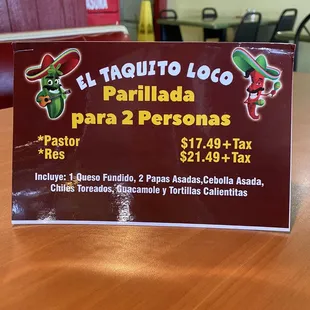 EL TAQUITO LOCO
Parillada
para 2 Personas
*Pastor $17.49+Tax
*Res $21.49+Tax
Incluye: 1 Queso Fundido, 2 Papas Asadas,Cebolla Asada,
Chiles Toreados, Guacamole y Tortillas Calientitas